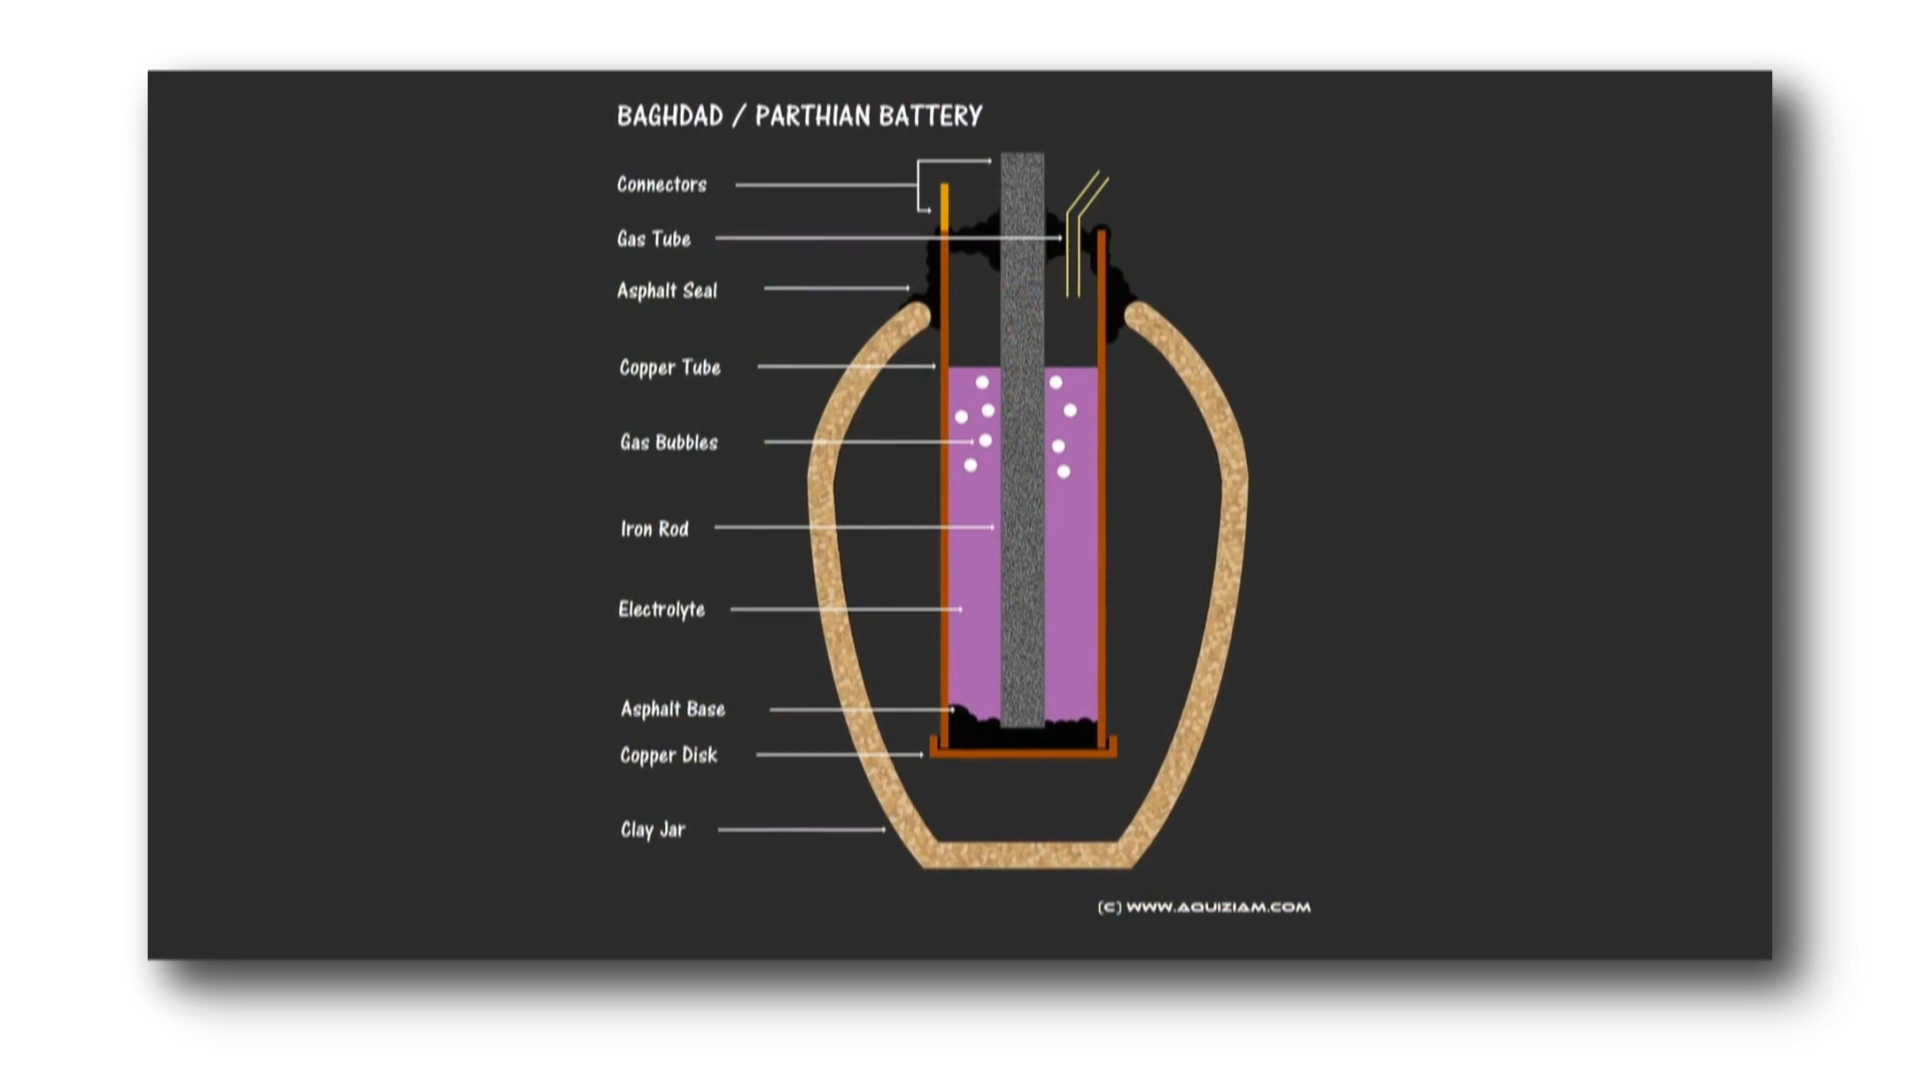 BAGHDAD / PARTHIAN BATTERY
Connectors
Gas Tube
Asphalt Seal
Copper Tube
Gas Bubbles
Iron Rod
Electrolyte
Asphalt Base
Copper Disk
Clay Jar
(C) WWW.AQUIZIAM.COM